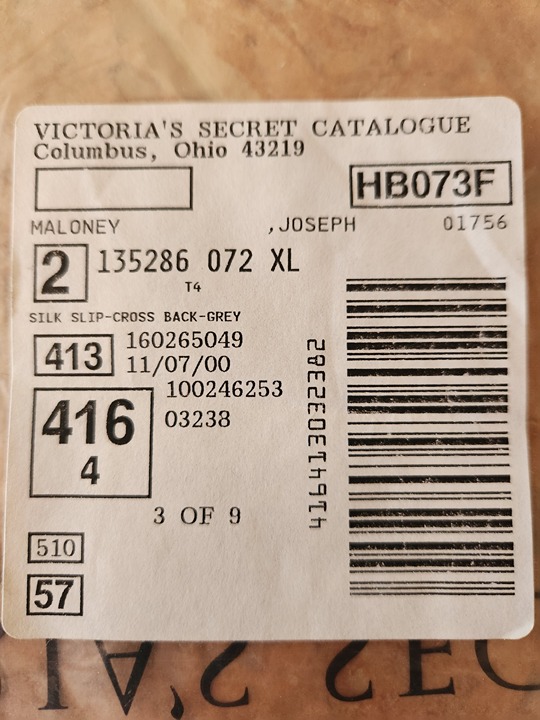 VICTORIA'S SECRET CATALOGUE
Columbus, Ohio 43219
HB073F
MALONEY ,JOSEPH 01756
2 135286 072 XL
T4
SILK SLIP-CROSS BACK-GREY
413 160265049
11/07/00
416 100246253
4 03238
3 OF 9
510
57